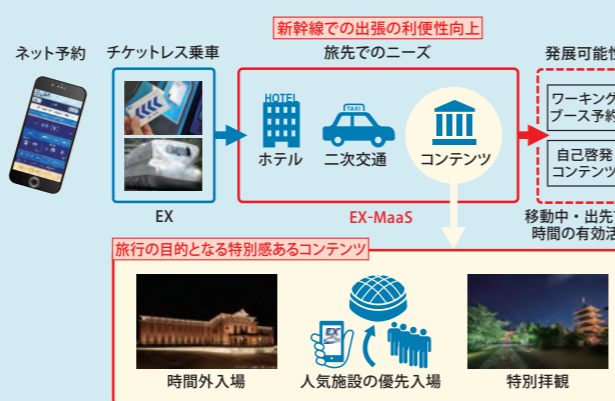 新幹線での出張の利便性向上
ネット予約
チケットレス乗車
旅先でのニーズ
発展可能性
HOTEL
TAXI
ホテル
二次交通
コンテンツ
ワーキング
ブース予約
自己啓発
コンテンツ
EX
EX-MaaS
移動中・出先で
時間の有効活
旅行の目的となる特別感あるコンテンツ
EX
時間外入場
人気施設の優先入場
特別拝観